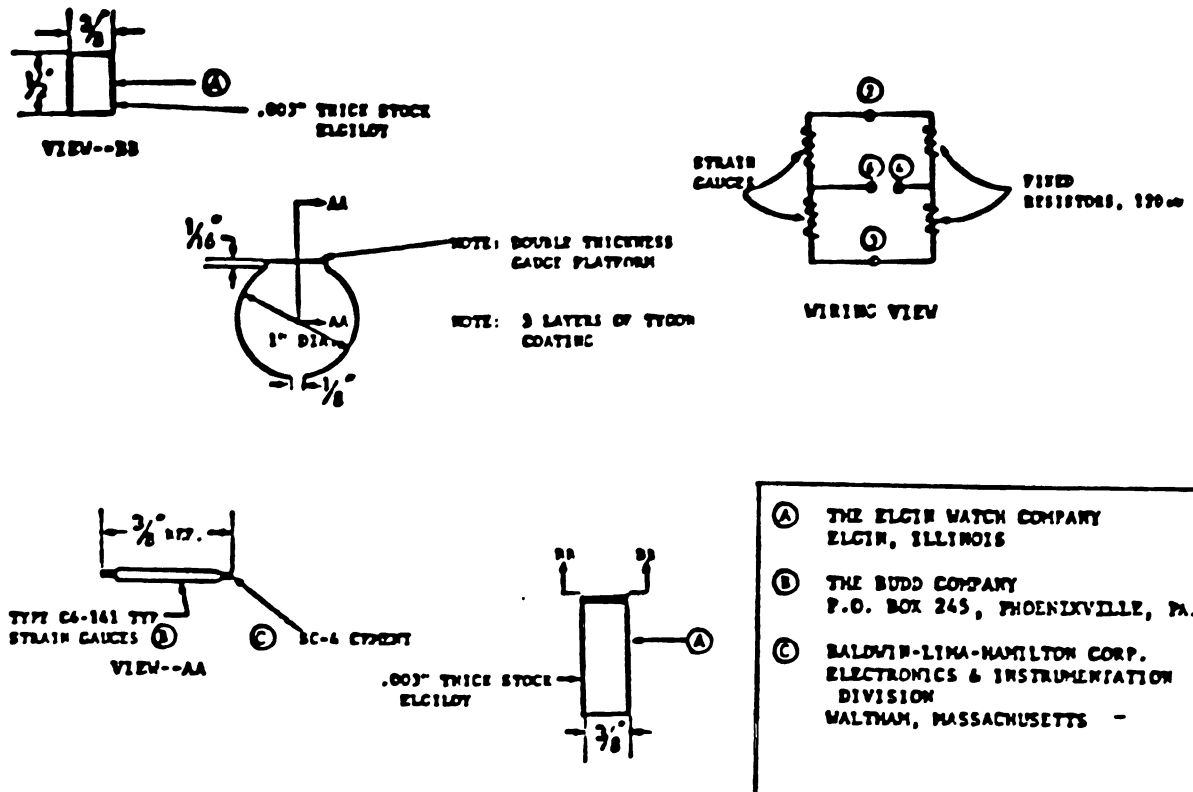 3/8"
1/2"
A
.003" THICK STOCK
ELGILOY
VIEW--BB
AA
1/16"
NOTE: DOUBLE THICKNESS
GAUGE PLATFORM
AA
1" DIA.
NOTE: 3 LAYERS OF TYGON
COATING
1/8"
STRAIN
GAUGES
FIXED
RESISTORS, 120
WIRING VIEW
3/8"
TYPE C6-141 TYP
STRAIN GAUGES B
C
CEMENT
VIEW--AA
BB
BB
A
.003" THICK STOCK
ELGILOY
3/8"
A THE ELGIN WATCH COMPANY
ELGIN, ILLINOIS
B THE BUDD COMPANY
P.O. BOX 245, PHOENIXVILLE, PA.
C BALDWIN-LIMA-HAMILTON CORP.
ELECTRONICS & INSTRUMENTATION
DIVISION
WALTHAM, MASSACHUSETTS